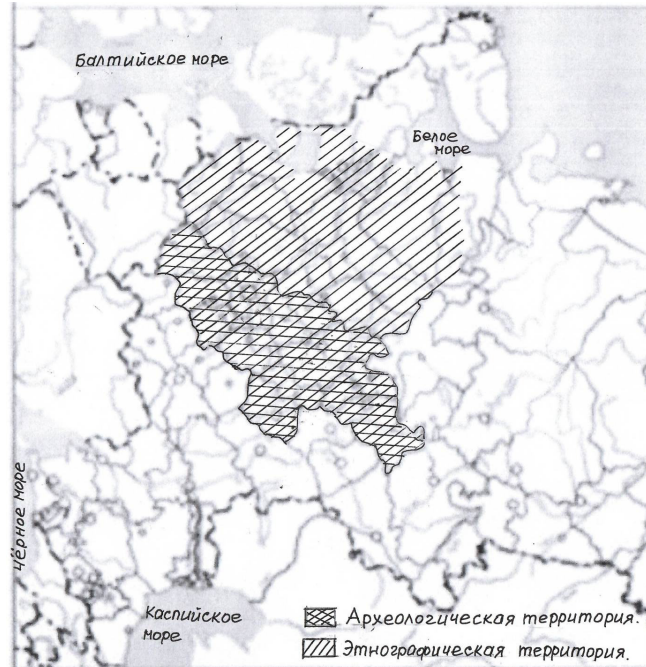 Балтийское море
Белое
море
Чёрное море
Каспийское
море
Археологическая территория.
Этнографическая территория.